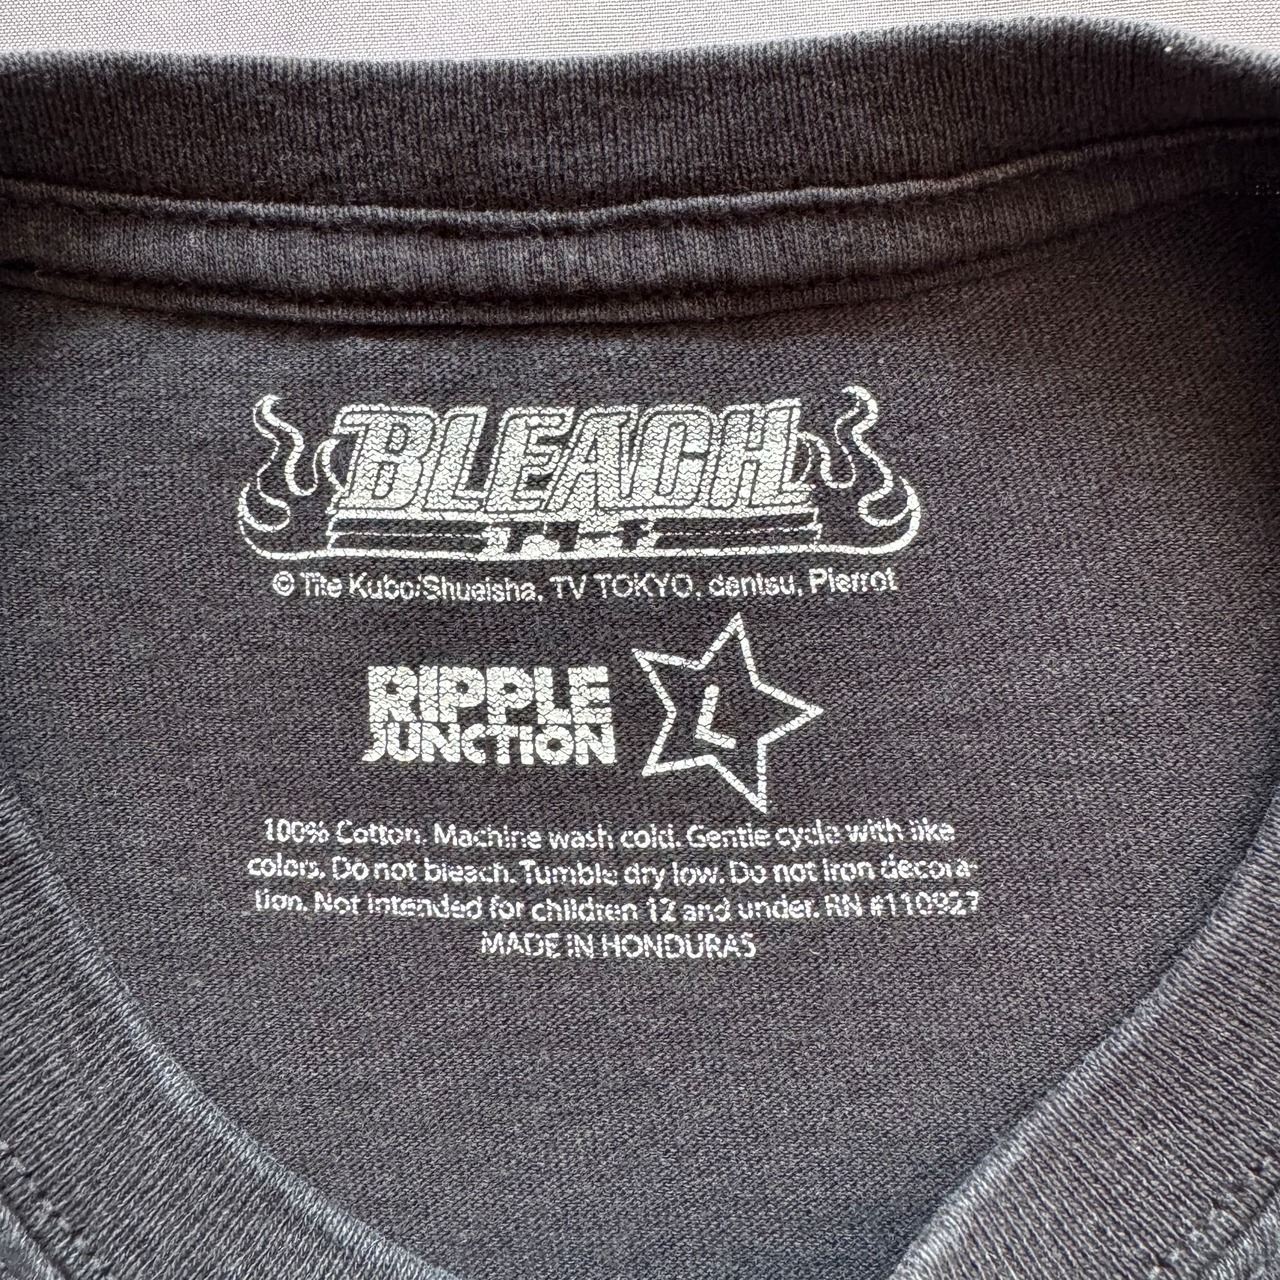 BLEACH
© Tite Kubo/Shueisha, TV TOKYO, dentsu, Pierrot
RIPPLE
JUNCTION
L
100% Cotton. Machine wash cold. Gentle cycle with like
colors. Do not bleach. Tumble dry low. Do not iron decora-
tion. Not intended for children 12 and under. RN #110927
MADE IN HONDURAS